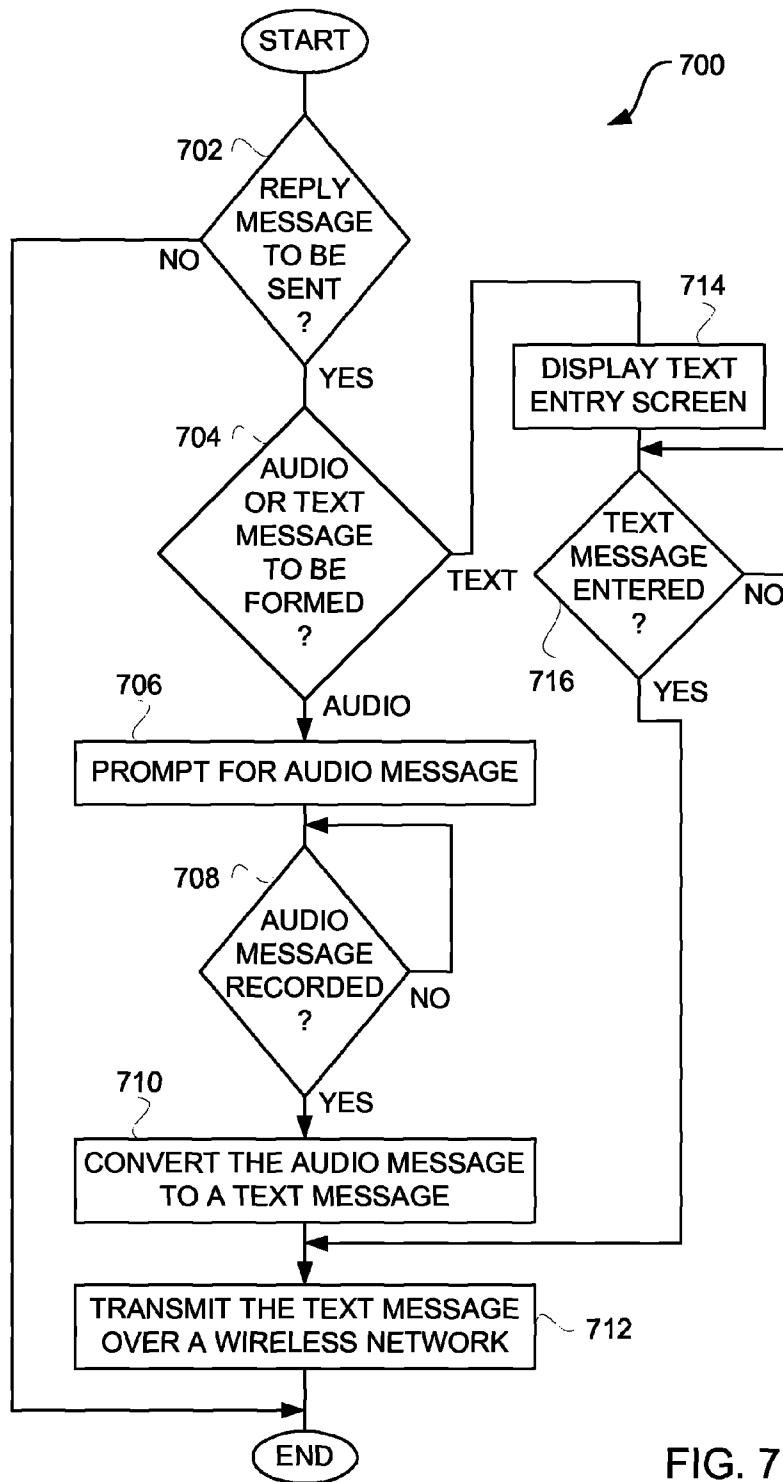 START
700
702
REPLY
MESSAGE
TO BE
SENT
?
NO
YES
714
DISPLAY TEXT
ENTRY SCREEN
704
AUDIO
OR TEXT
MESSAGE
TO BE
FORMED
?
TEXT
TEXT
MESSAGE
ENTERED
?
NO
716
YES
AUDIO
706
PROMPT FOR AUDIO MESSAGE
708
AUDIO
MESSAGE
RECORDED
?
NO
YES
710
CONVERT THE AUDIO MESSAGE
TO A TEXT MESSAGE
TRANSMIT THE TEXT MESSAGE
OVER A WIRELESS NETWORK
712
END
FIG. 7